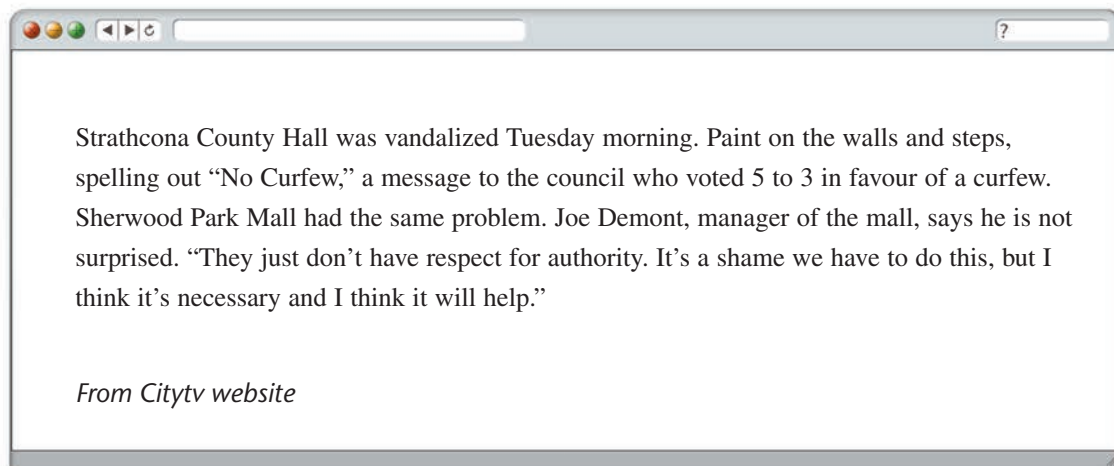 ?
Strathcona County Hall was vandalized Tuesday morning. Paint on the walls and steps,
spelling out “No Curfew,” a message to the council who voted 5 to 3 in favour of a curfew.
Sherwood Park Mall had the same problem. Joe Demont, manager of the mall, says he is not
surprised. “They just don’t have respect for authority. It’s a shame we have to do this, but I
think it’s necessary and I think it will help.”
From Citytv website